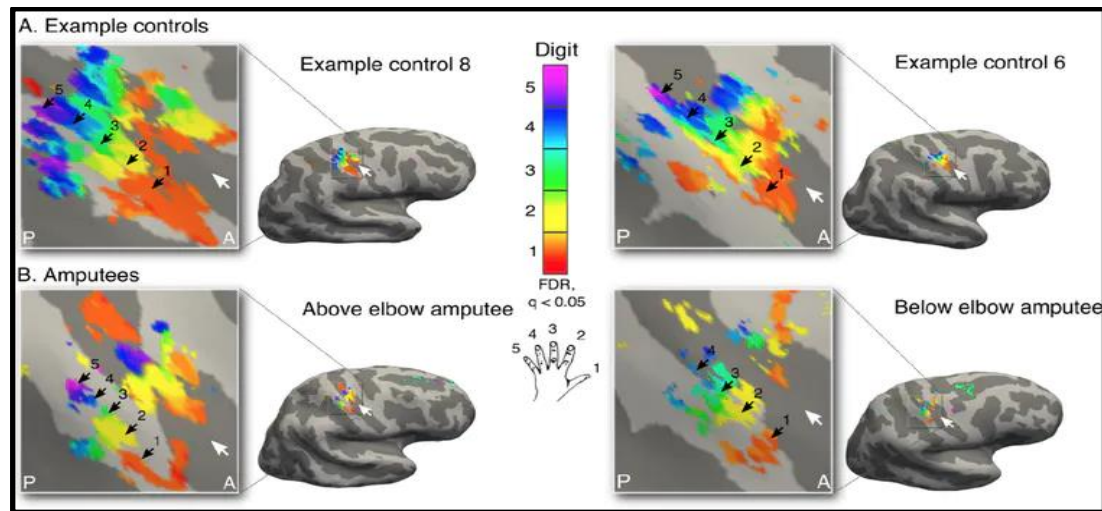 A. Example controls
Example control 8
Digit
Example control 6
5
4
3
2
1
5
4
3
2
1
5
4
3
2
1
P
A
P
A
FDR,
q < 0.05
B. Amputees
Above elbow amputee
Below elbow amputee
5
4
3
2
1
5
4
3
2
1
4
3
2
1
P
A
P
A